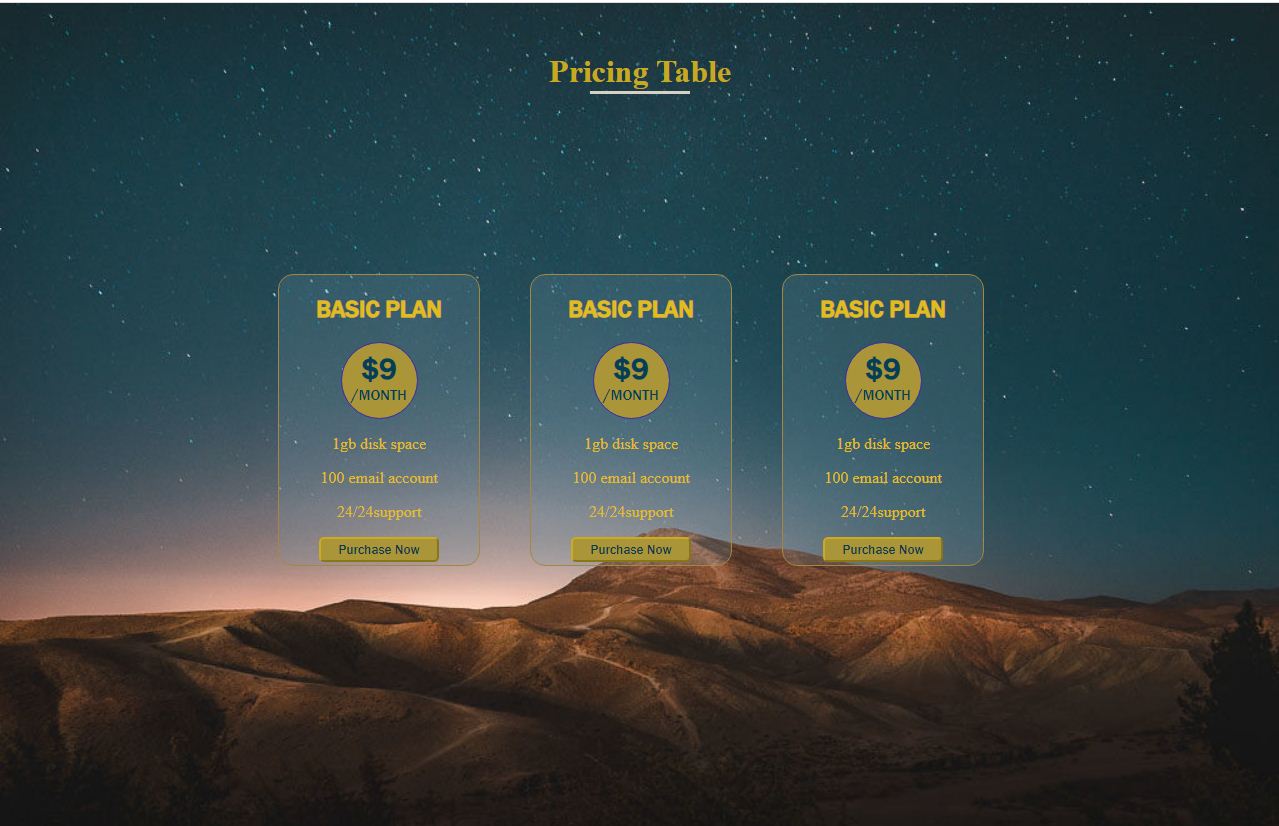 Pricing Table
BASIC PLAN
$9
/MONTH
1gb disk space
100 email account
24/24support
Purchase Now
BASIC PLAN
$9
/MONTH
1gb disk space
100 email account
24/24support
Purchase Now
BASIC PLAN
$9
/MONTH
1gb disk space
100 email account
24/24support
Purchase Now